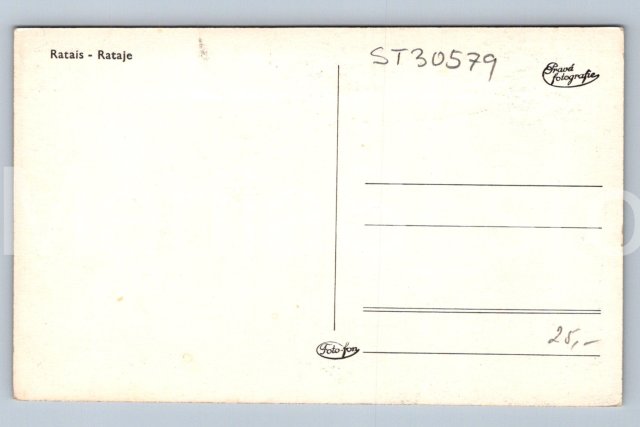 Ratais - Rataje
ST30579
Pravá
fotografie
Foto-fon
25,-